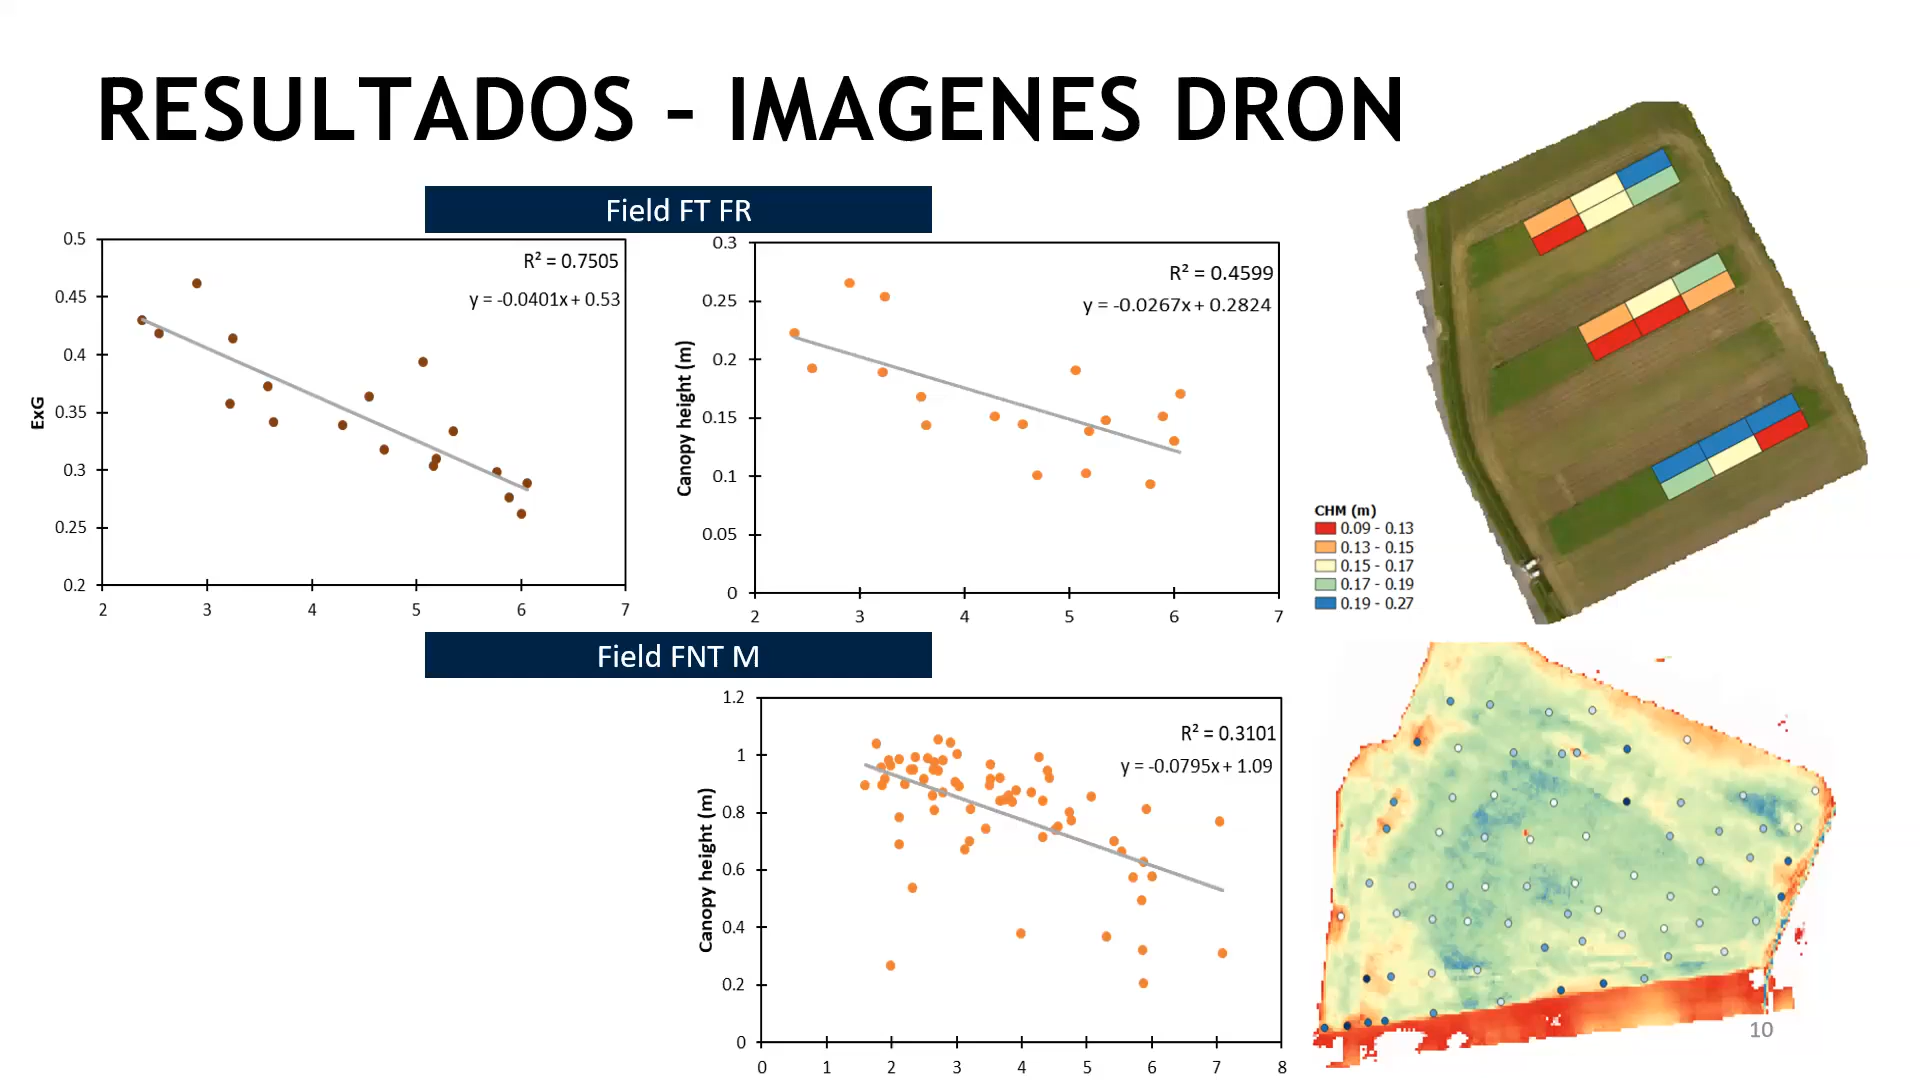 RESULTADOS - IMAGENES DRON
Field FT FR
0.5
0.45
0.4
0.35
0.3
0.25
0.2
ExG
R² = 0.7505
y = -0.0401x + 0.53
2 3 4 5 6 7
0.3
0.25
0.2
0.15
0.1
0.05
0
Canopy height (m)
R² = 0.4599
y = -0.0267x + 0.2824
2 3 4 5 6 7
CHM (m)
0.09 - 0.13
0.13 - 0.15
0.15 - 0.17
0.17 - 0.19
0.19 - 0.27
Field FNT M
1.2
1
0.8
0.6
0.4
0.2
0
Canopy height (m)
R² = 0.3101
y = -0.0795x + 1.09
0 1 2 3 4 5 6 7 8
10